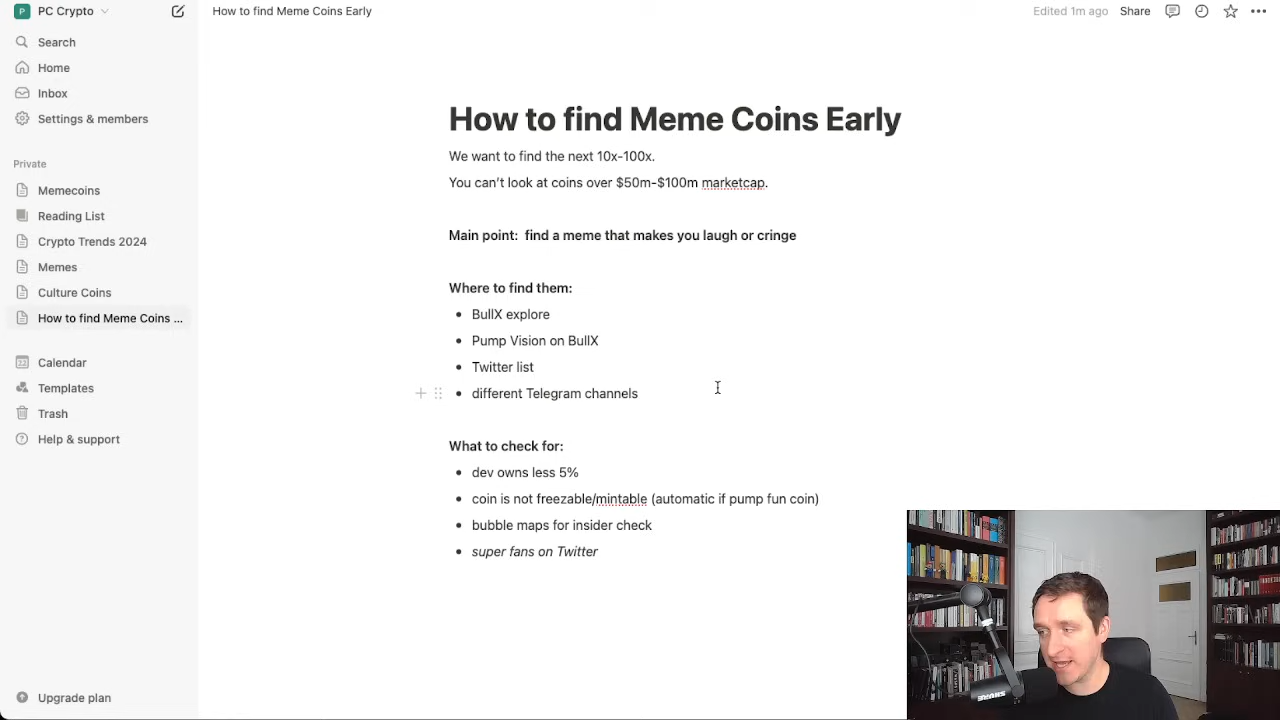 P PC Crypto
How to find Meme Coins Early
Edited 1m ago
Share
Search
Home
Inbox
Settings & members
Private
Memecoins
Reading List
Crypto Trends 2024
Memes
Culture Coins
How to find Meme Coins ...
Calendar
Templates
Trash
Help & support
Upgrade plan
How to find Meme Coins Early
We want to find the next 10x-100x.
You can't look at coins over $50m-$100m marketcap.
Main point: find a meme that makes you laugh or cringe
Where to find them:
• BullX explore
• Pump Vision on BullX
• Twitter list
• different Telegram channels
What to check for:
• dev owns less 5%
• coin is not freezable/mintable (automatic if pump fun coin)
• bubble maps for insider check
• super fans on Twitter
SHURE